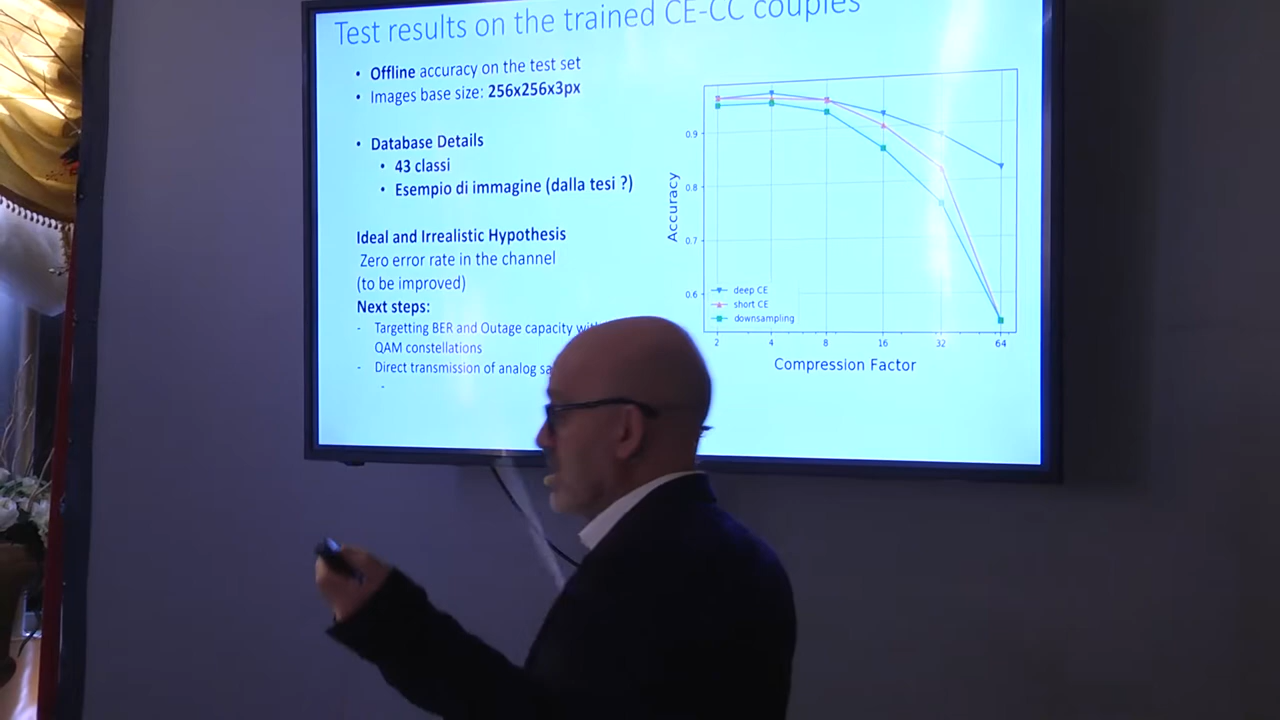 Test results on the trained CE-CC couples
• Offline accuracy on the test set
• Images base size: 256x256x3px
• Database Details
• 43 classi
• Esempio di immagine (dalla tesi ?)
Ideal and Irrealistic Hypothesis
Zero error rate in the channel
(to be improved)
Next steps:
- Targetting BER and Outage capacity
QAM constellations
- Direct transmission of analog
-
Accuracy
0.9
0.8
0.7
0.6
deep CE
short CE
downsampling
2 4 8 16 32 64
Compression Factor